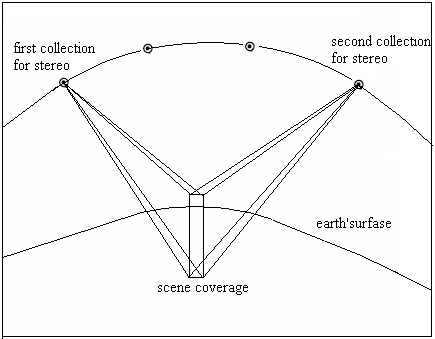 first collection
for stereo
second collection
for stereo
earth'surfase
scene coverage